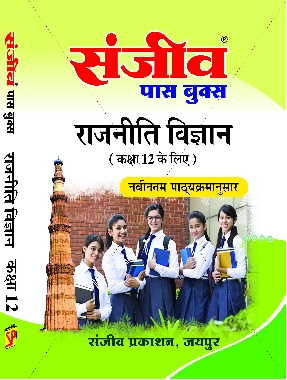 संजीव
पास बुक्स
राजनीति विज्ञान
( कक्षा 12 के लिए )
नवीनतम पाठ्यक्रमानुसार
संजीव प्रकाशन, जयपुर
संजीव पास बुक्स राजनीति विज्ञान कक्षा 12